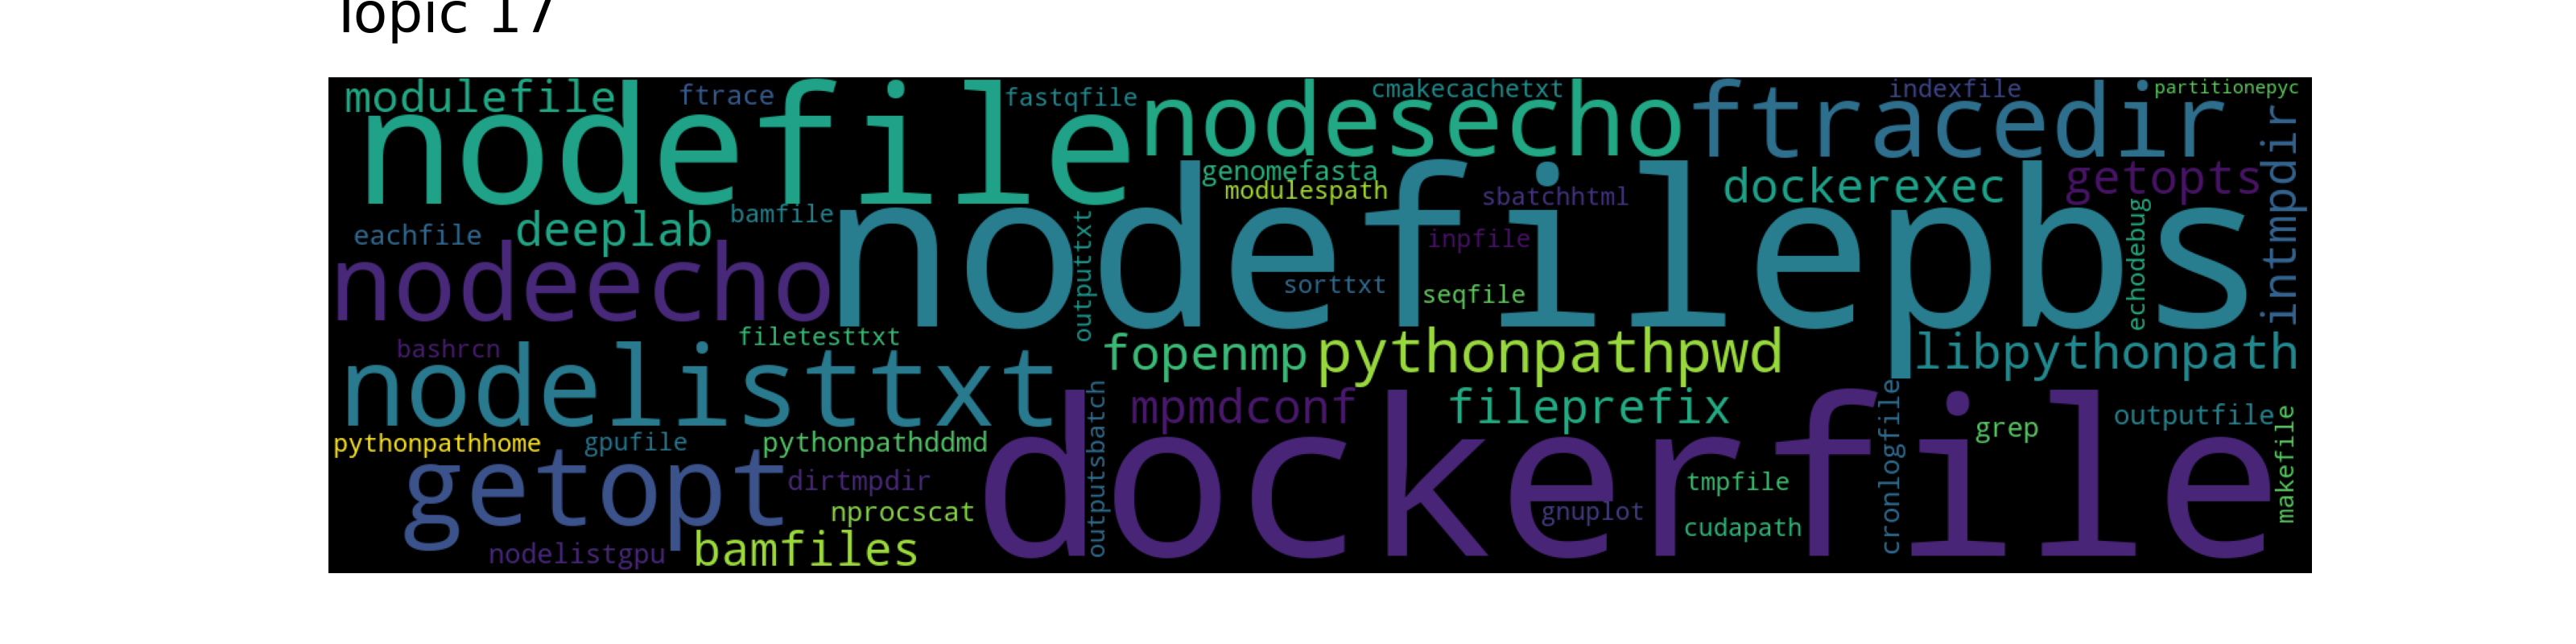 Topic 17
modulefile
ftrace
nodefile
fastqfile
nodesecho
cmakecachetxt
ftracedir
indexfile
partitionepyc
genomefasta
modulespath
sbatchhtml
dockerexec
getopts
intmpdir
eachfile
deeplab
bamfile
nodefilepbs
outputtxt
inpfile
echodebug
nodeecho
sorttxt
seqfile
bashrcn
filetesttxt
nodelisttxt
fopenmp
pythonpathpwd
libpythonpath
mpmdconf
fileprefix
outputsbatch
dockerfile
cronlogfile
grep
outputfile
makefile
pythonpathhome
gpufile
pythonpathddmd
getopt
dirtmpdir
nprocscat
tmpfile
gnuplot
cudapath
nodelistgpu
bamfiles